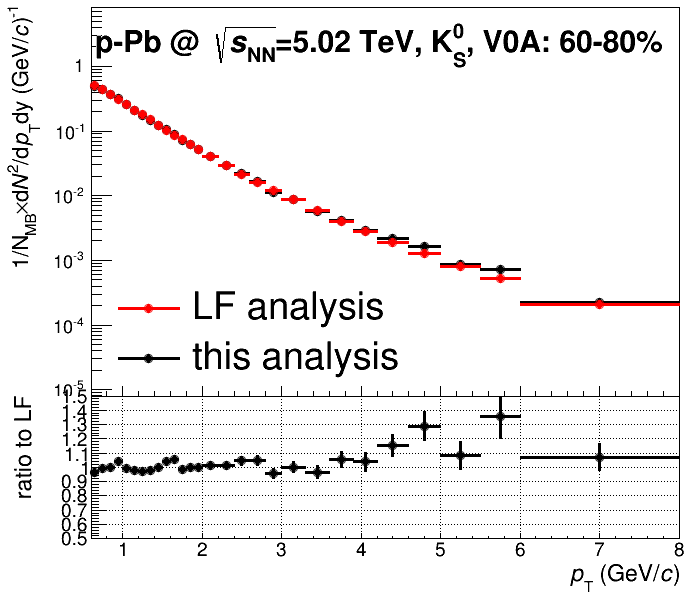 p-Pb @ √sNN=5.02 TeV, K⁰S, V0A: 60-80%
1/NMB×dN²/dpTdy (GeV/c)⁻¹
1
10⁻¹
10⁻²
10⁻³
10⁻⁴
10⁻⁵
LF analysis
this analysis
ratio to LF
1.5
1.4
1.3
1.2
1.1
1
0.9
0.8
0.7
0.6
0.5
1 2 3 4 5 6 7 8
pT (GeV/c)